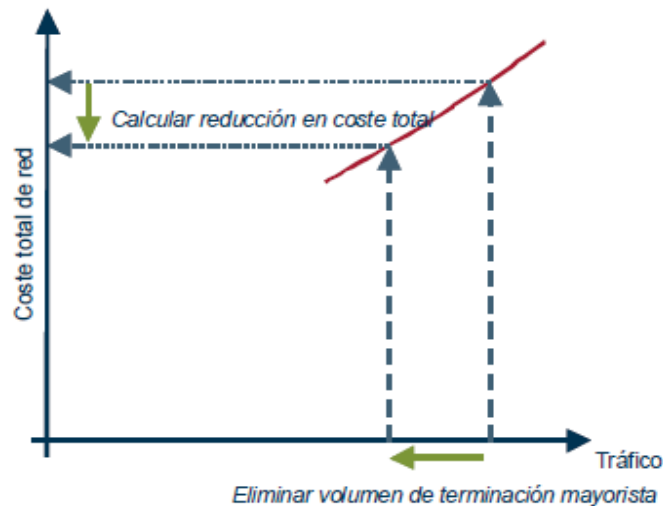 Calcular reducción en coste total
Coste total de red
Tráfico
Eliminar volumen de terminación mayorista